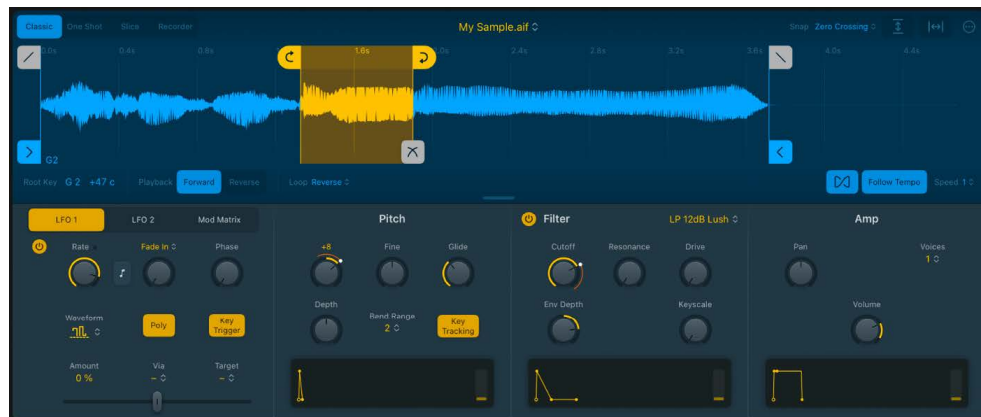 Classic One Shot Slice Recorder My Sample.aif Snap Zero Crossing
0.0s 0.4s 0.8s 1.6s 2.4s 2.8s 3.2s 3.6s 4.0s 4.4s
G2
Root Key G 2 +47 c Playback Forward Reverse Loop Reverse Follow Tempo Speed 1
LFO 1 LFO 2 Mod Matrix Pitch Filter LP 12dB Lush Amp
Rate Fade In Phase +8 Fine Glide Cutoff Resonance Drive Pan Voices
1
Depth Env Depth Keyscale Volume
Waveform Poly Key Trigger Bend Range Key Tracking
2
Amount Via Target
0 % ~ ~